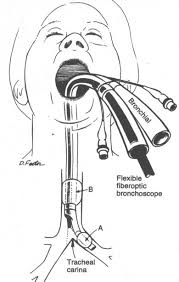 Bronchial
D. Factor
Flexible
fiberoptic
bronchoscope
B
A
Tracheal
carina